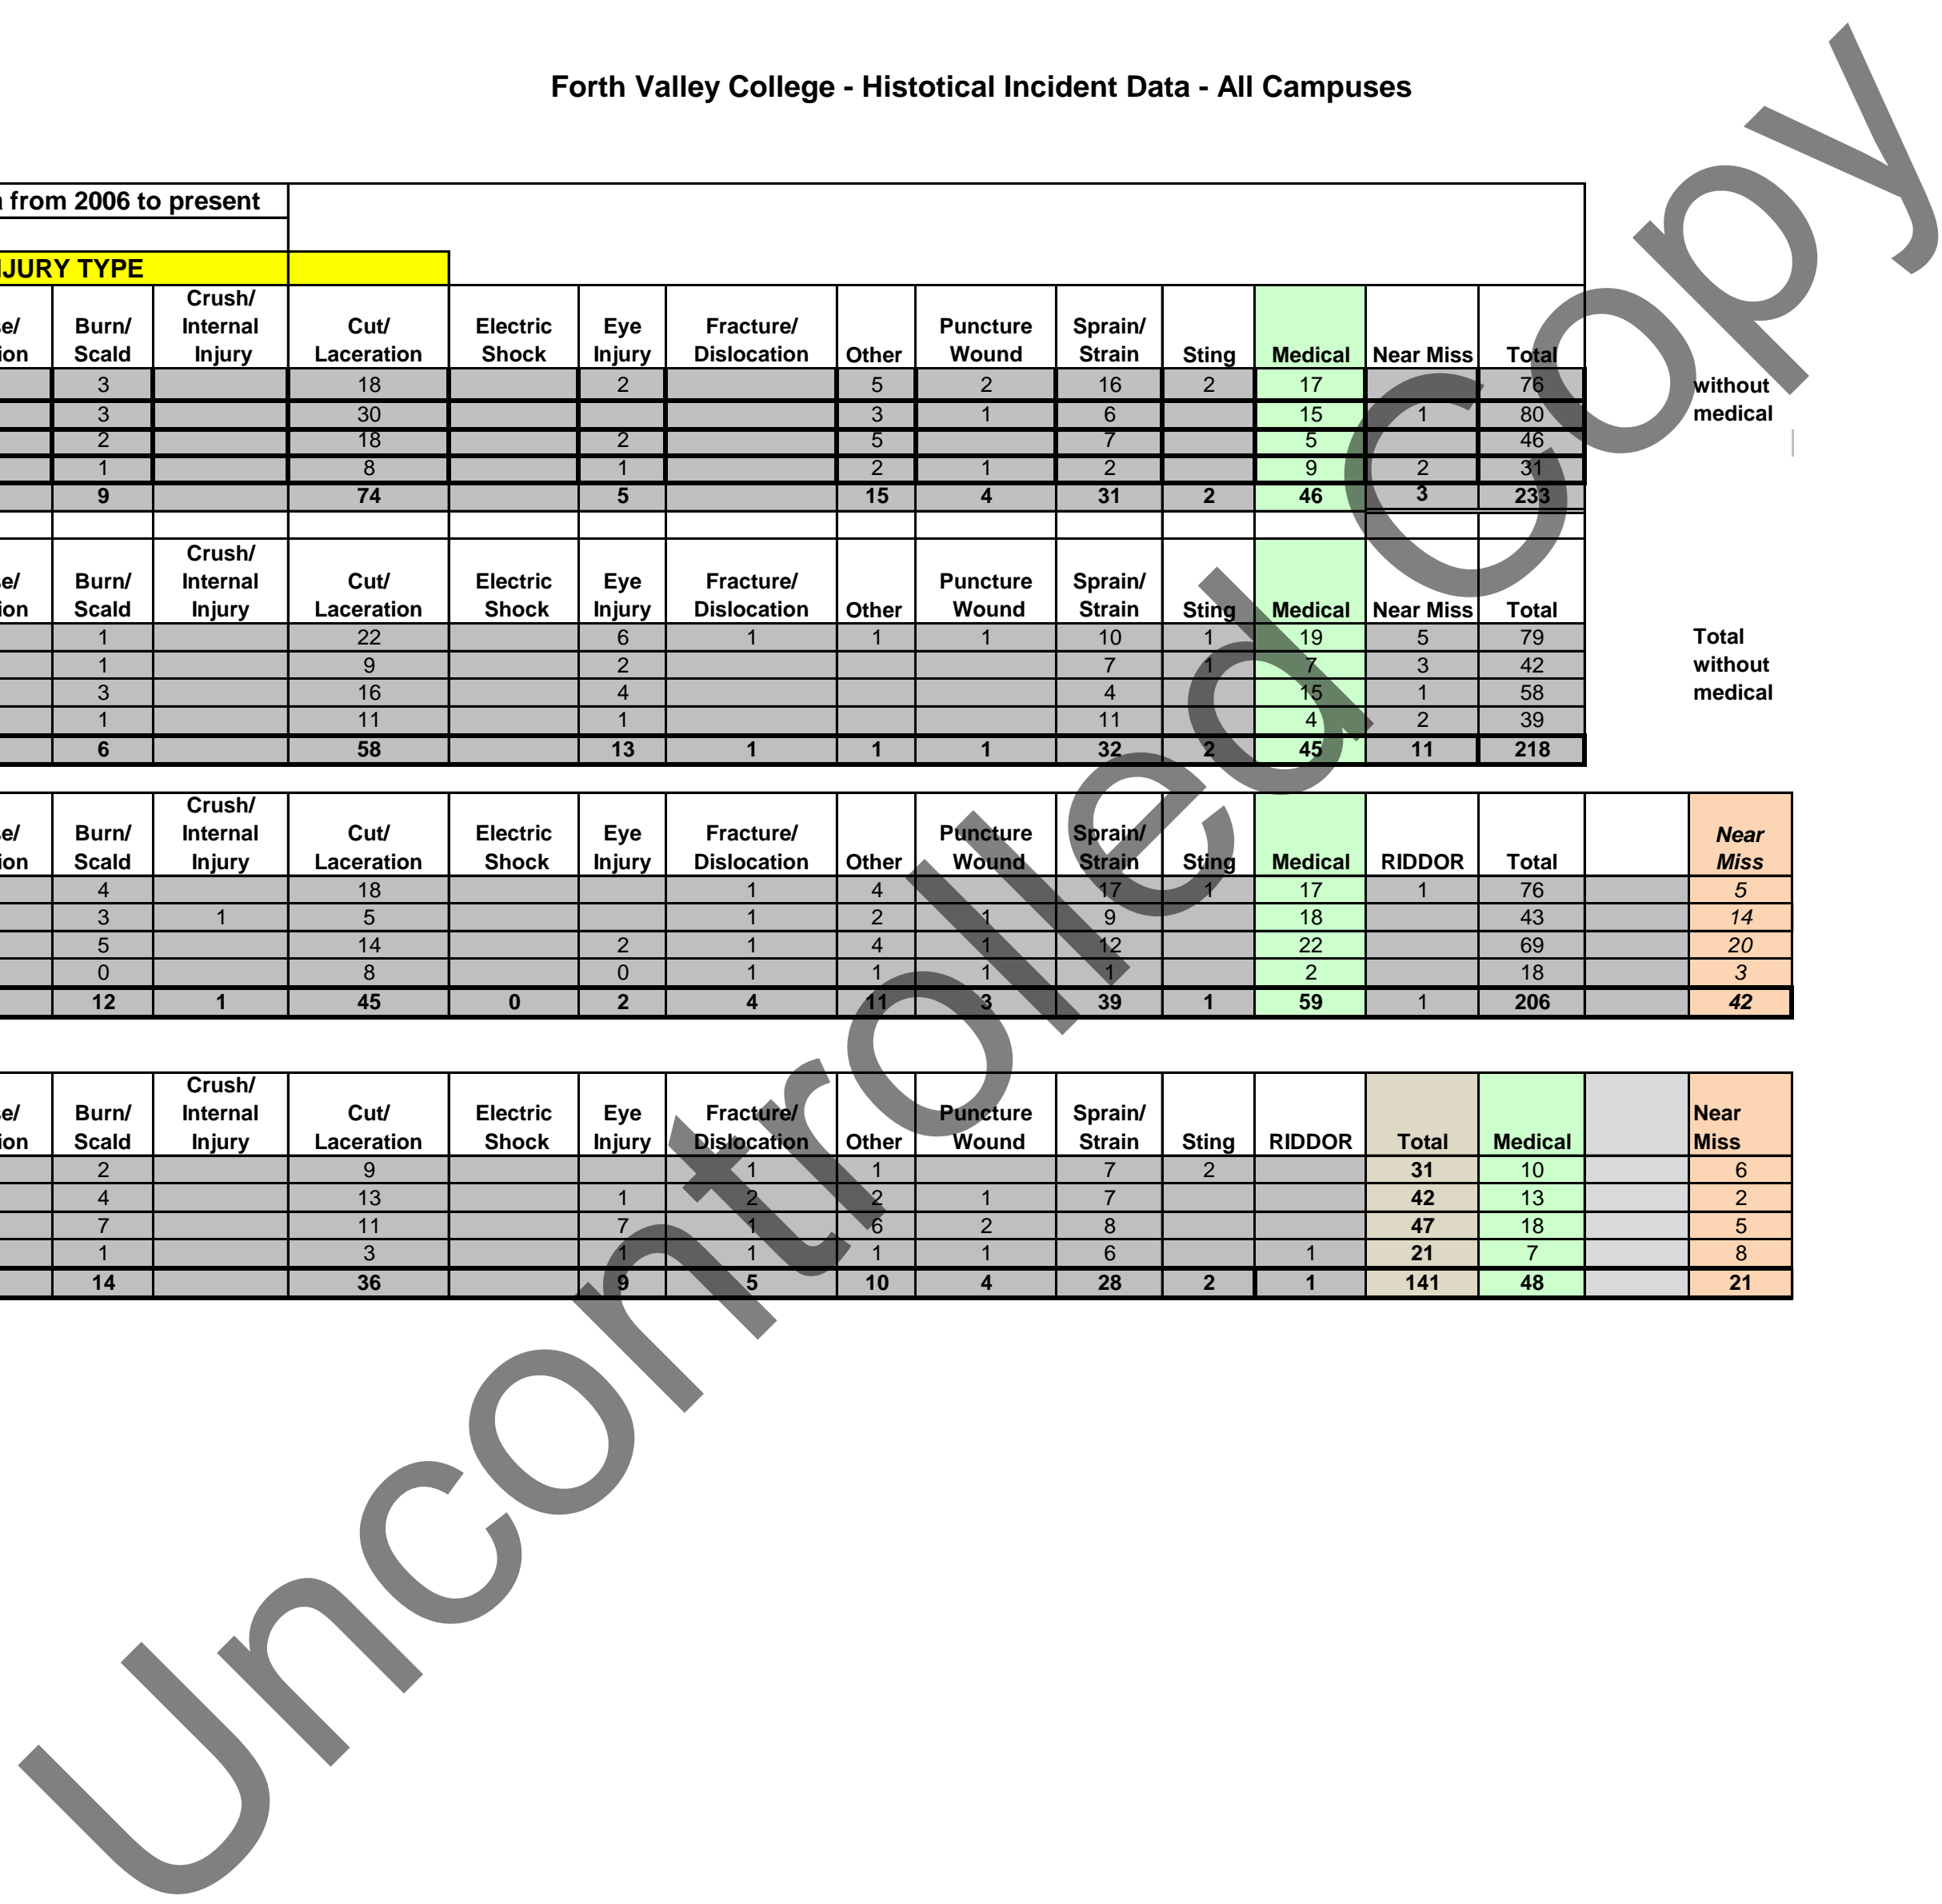 Forth Valley College - Histotical Incident Data - All Campuses
from 2006 to present
JURY TYPE
e/ion Burn/Scald Crush/Internal Injury Cut/Laceration Electric Shock Eye Injury Fracture/Dislocation Other Puncture Wound Sprain/Strain Sting Medical Near Miss Total
3 18 2 5 2 16 2 17 76 without
3 30 3 1 6 15 1 80 medical
2 18 2 5 7 5 46
1 8 1 2 1 2 9 2 31
9 74 5 15 4 31 2 46 3 233
e/ion Burn/Scald Crush/Internal Injury Cut/Laceration Electric Shock Eye Injury Fracture/Dislocation Other Puncture Wound Sprain/Strain Sting Medical Near Miss Total
1 22 6 1 1 1 10 1 19 5 79 Total
1 9 2 7 1 7 3 42 without
3 16 4 4 15 1 58 medical
1 11 1 11 4 2 39
6 58 13 1 1 1 32 2 45 11 218
e/ion Burn/Scald Crush/Internal Injury Cut/Laceration Electric Shock Eye Injury Fracture/Dislocation Other Puncture Wound Sprain/Strain Sting Medical RIDDOR Total Near Miss
4 18 1 4 17 1 17 1 76 5
3 1 5 1 2 1 9 18 43 14
5 14 2 1 4 1 12 22 69 20
0 8 0 1 1 1 1 2 18 3
12 1 45 0 2 4 11 3 39 1 59 1 206 42
e/ion Burn/Scald Crush/Internal Injury Cut/Laceration Electric Shock Eye Injury Fracture/Dislocation Other Puncture Wound Sprain/Strain Sting RIDDOR Total Medical Near Miss
2 9 1 1 7 2 31 10 6
4 13 1 2 2 1 7 42 13 2
7 11 7 1 6 2 8 47 18 5
1 3 1 1 1 1 6 1 21 7 8
14 36 9 5 10 4 28 2 1 141 48 21
Uncontrolled Copy